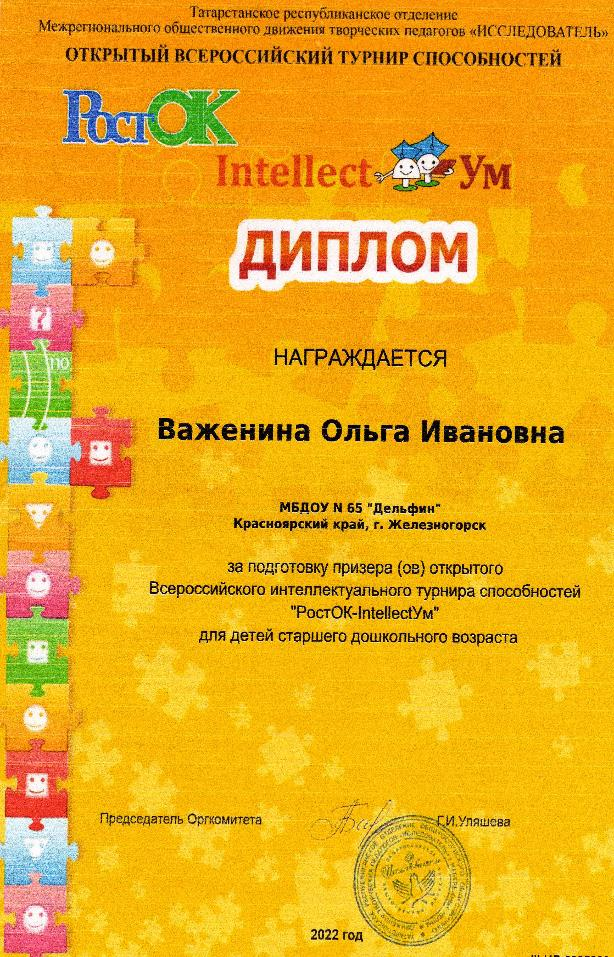 Татарстанское республиканское отделение
Межрегионального общественного движения творческих педагогов «ИССЛЕДОВАТЕЛЬ»
ОТКРЫТЫЙ ВСЕРОССИЙСКИЙ ТУРНИР СПОСОБНОСТЕЙ
РостОК
Intellect Ум
ДИПЛОМ
?
по
НАГРАЖДАЕТСЯ
Важенина Ольга Ивановна
МБДОУ N 65 "Дельфин"
Красноярский край, г. Железногорск
за подготовку призера (ов) открытого
Всероссийского интеллектуального турнира способностей
"РостОК-IntellectУм"
для детей старшего дошкольного возраста
Председатель Оргкомитета Г.И.Уляшева
2022 год